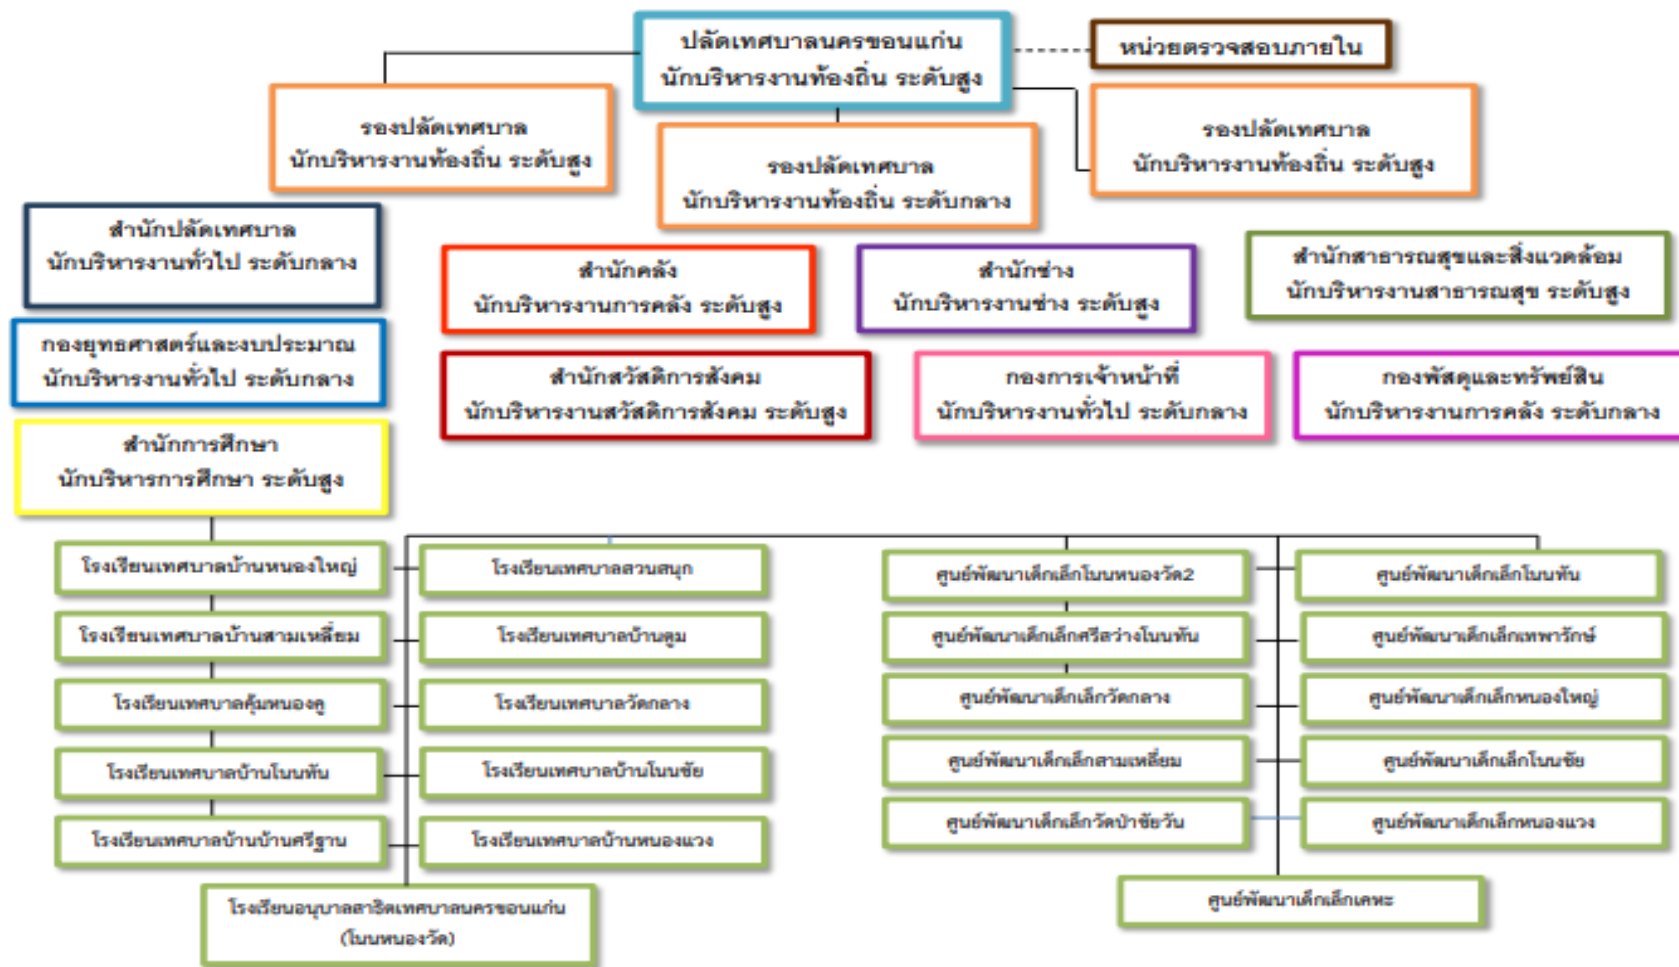 ปลัดเทศบาลนครขอนแก่น
นักบริหารงานท้องถิ่น ระดับสูง
หน่วยตรวจสอบภายใน
รองปลัดเทศบาล
นักบริหารงานท้องถิ่น ระดับสูง
รองปลัดเทศบาล
นักบริหารงานท้องถิ่น ระดับกลาง
รองปลัดเทศบาล
นักบริหารงานท้องถิ่น ระดับสูง
สำนักปลัดเทศบาล
นักบริหารงานทั่วไป ระดับกลาง
สำนักคลัง
นักบริหารงานการคลัง ระดับสูง
สำนักช่าง
นักบริหารงานช่าง ระดับสูง
สำนักสาธารณสุขและสิ่งแวดล้อม
นักบริหารงานสาธารณสุข ระดับสูง
กองยุทธศาสตร์และงบประมาณ
นักบริหารงานทั่วไป ระดับกลาง
สำนักสวัสดิการสังคม
นักบริหารงานสวัสดิการสังคม ระดับสูง
กองการเจ้าหน้าที่
นักบริหารงานทั่วไป ระดับกลาง
กองพัสดุและทรัพย์สิน
นักบริหารงานการคลัง ระดับกลาง
สำนักการศึกษา
นักบริหารการศึกษา ระดับสูง
โรงเรียนเทศบาลบ้านหนองใหญ่
โรงเรียนเทศบาลสวนสนุก
ศูนย์พัฒนาเด็กเล็กโนนหนองวัด2
ศูนย์พัฒนาเด็กเล็กโนนทัน
โรงเรียนเทศบาลบ้านสามเหลี่ยม
โรงเรียนเทศบาลบ้านตูม
ศูนย์พัฒนาเด็กเล็กศรีสว่างโนนทัน
ศูนย์พัฒนาเด็กเล็กเทพารักษ์
โรงเรียนเทศบาลคุ้มหนองคู
โรงเรียนเทศบาลวัดกลาง
ศูนย์พัฒนาเด็กเล็กวัดกลาง
ศูนย์พัฒนาเด็กเล็กหนองใหญ่
โรงเรียนเทศบาลบ้านโนนทัน
โรงเรียนเทศบาลบ้านโนนชัย
ศูนย์พัฒนาเด็กเล็กสามเหลี่ยม
ศูนย์พัฒนาเด็กเล็กโนนชัย
โรงเรียนเทศบาลบ้านบ้านศรีฐาน
โรงเรียนเทศบาลบ้านหนองแวง
ศูนย์พัฒนาเด็กเล็กวัดป่าชัยวัน
ศูนย์พัฒนาเด็กเล็กหนองแวง
โรงเรียนอนุบาลสาธิตเทศบาลนครขอนแก่น
(โนนหนองวัด)
ศูนย์พัฒนาเด็กเล็กเคหะ